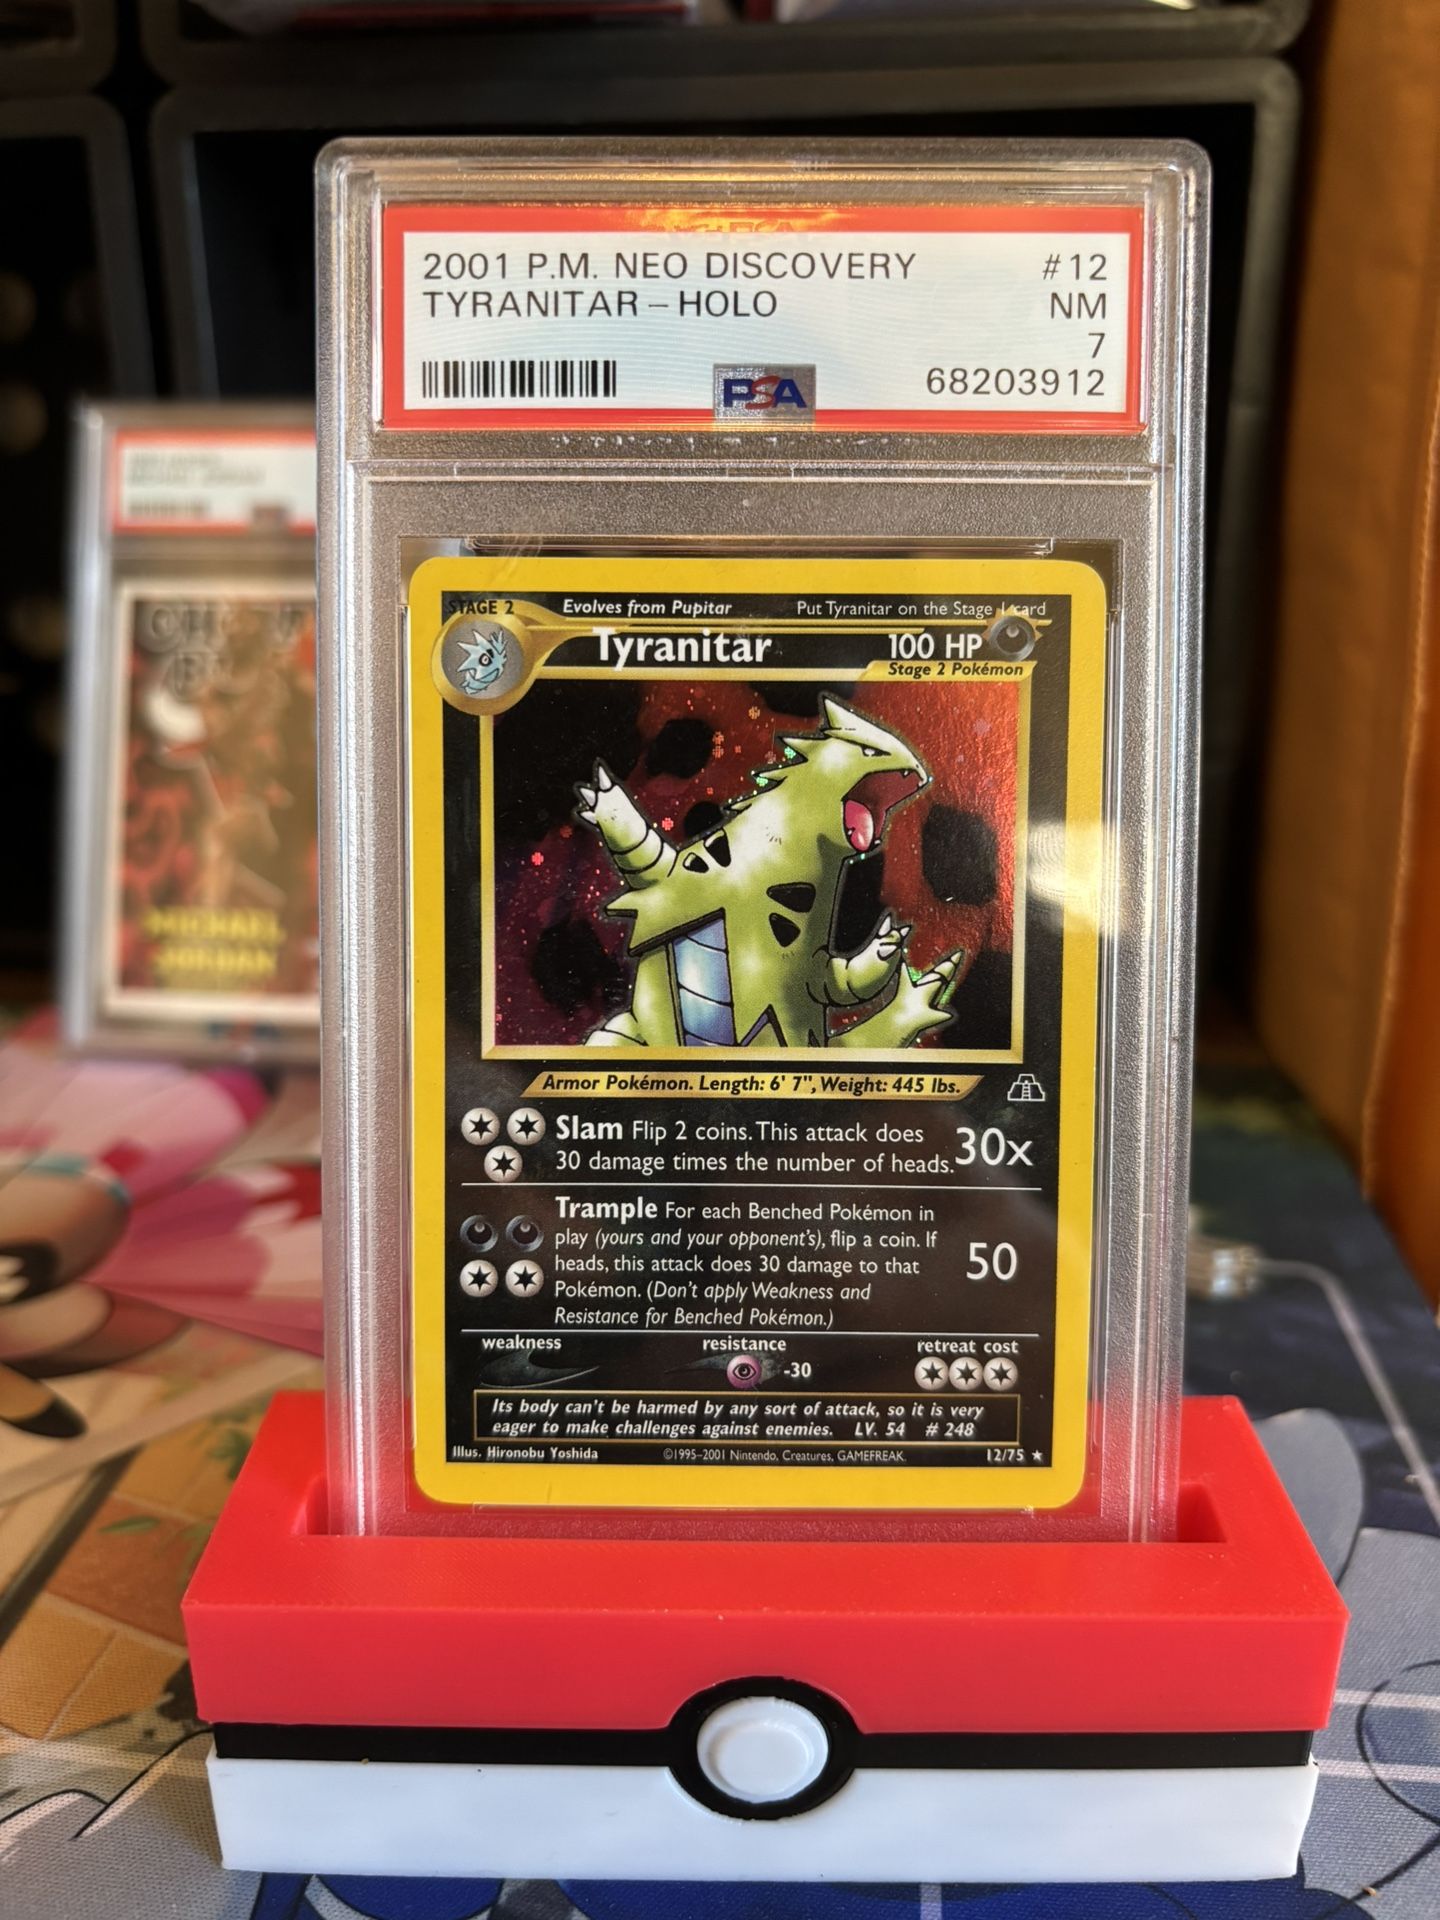 2001 P.M. NEO DISCOVERY #12
TYRANITAR - HOLO NM
7
PSA 68203912
STAGE 2 Evolves from Pupitar Put Tyranitar on the Stage 1 card
Tyranitar 100 HP
Stage 2 Pokémon
Armor Pokémon. Length: 6' 7", Weight: 445 lbs.
Slam Flip 2 coins. This attack does
30 damage times the number of heads. 30x
Trample For each Benched Pokémon in
play (yours and your opponent's), flip a coin. If
heads, this attack does 30 damage to that
Pokémon. (Don't apply Weakness and
Resistance for Benched Pokémon.)
50
weakness resistance retreat cost
-30
Its body can't be harmed by any sort of attack, so it is very
eager to make challenges against enemies. LV. 54 # 248
Illus. Hironobu Yoshida ©1995-2001 Nintendo, Creatures, GAMEFREAK. 12/75 ★
MICHAEL
JORDAN